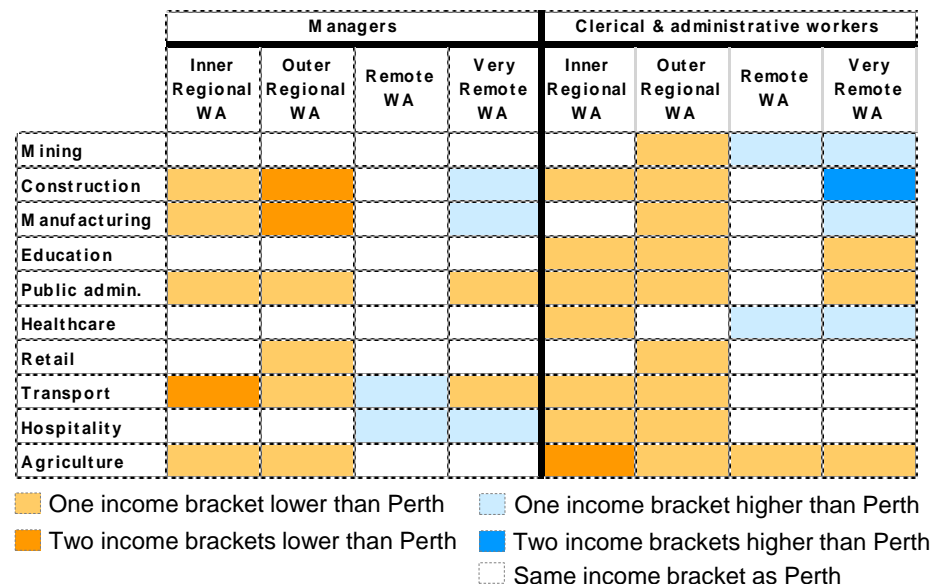 Managers
Clerical & administrative workers
Inner Regional WA
Outer Regional WA
Remote WA
Very Remote WA
Inner Regional WA
Outer Regional WA
Remote WA
Very Remote WA
Mining
Construction
Manufacturing
Education
Public admin.
Healthcare
Retail
Transport
Hospitality
Agriculture
One income bracket lower than Perth
One income bracket higher than Perth
Two income brackets lower than Perth
Two income brackets higher than Perth
Same income bracket as Perth